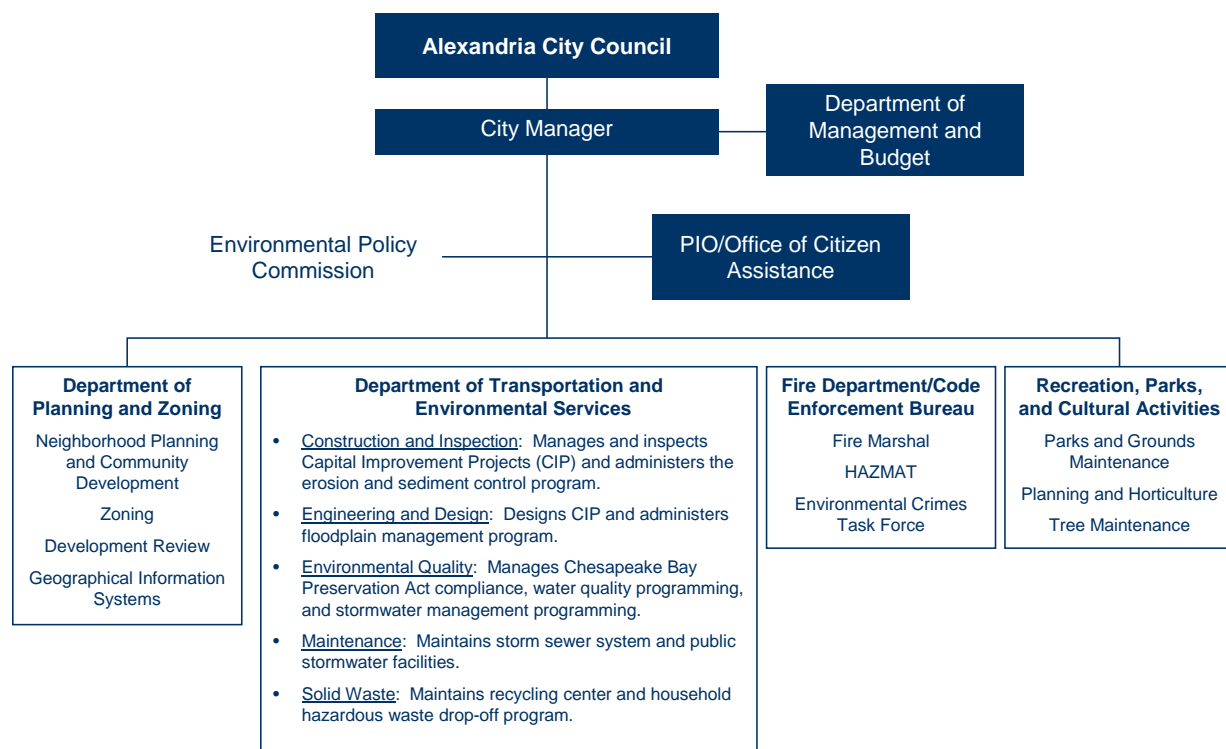 Alexandria City Council
City Manager
Department of
Management and
Budget
Environmental Policy
Commission
PIO/Office of Citizen
Assistance
Department of
Planning and Zoning
Neighborhood Planning
and Community
Development
Zoning
Development Review
Geographical Information
Systems
Department of Transportation and
Environmental Services
• Construction and Inspection:  Manages and inspects
Capital Improvement Projects (CIP) and administers the
erosion and sediment control program.
• Engineering and Design:  Designs CIP and administers
floodplain management program.
• Environmental Quality:  Manages Chesapeake Bay
Preservation Act compliance, water quality programming,
and stormwater management programming.
• Maintenance:  Maintains storm sewer system and public
stormwater facilities.
• Solid Waste:  Maintains recycling center and household
hazardous waste drop-off program.
Fire Department/Code
Enforcement Bureau
Fire Marshal
HAZMAT
Environmental Crimes
Task Force
Recreation, Parks,
and Cultural Activities
Parks and Grounds
Maintenance
Planning and Horticulture
Tree Maintenance